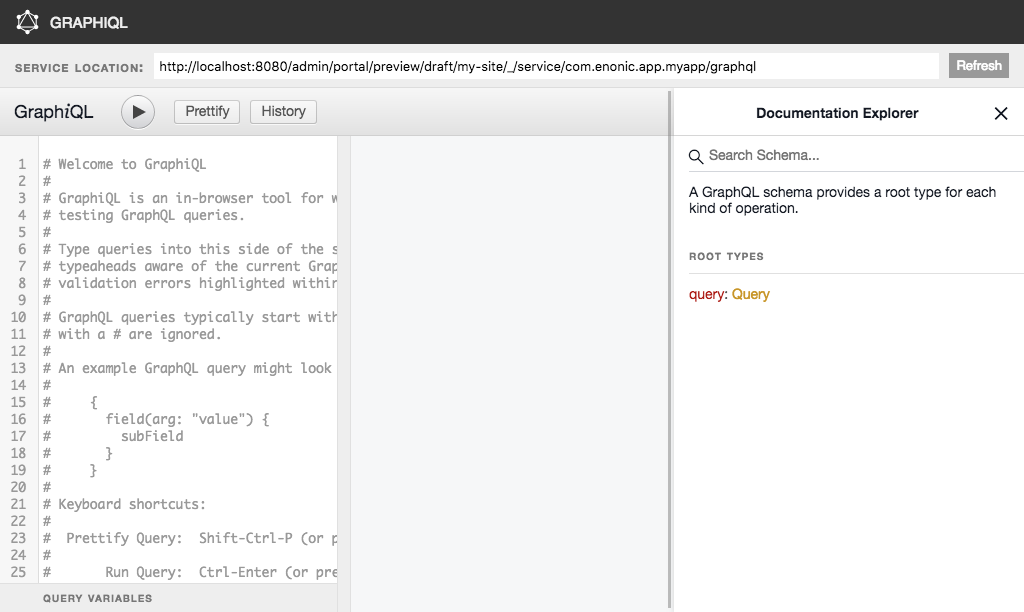 GRAPHIQL
SERVICE LOCATION: http://localhost:8080/admin/portal/preview/draft/my-site/_/service/com.enonic.app.myapp/graphql Refresh
GraphiQL Prettify History
1 # Welcome to GraphiQL
2 #
3 # GraphiQL is an in-browser tool for w
4 # testing GraphQL queries.
5 #
6 # Type queries into this side of the s
7 # typeaheads aware of the current Grap
8 # validation errors highlighted within
9 #
10 # GraphQL queries typically start with
11 # with a # are ignored.
12 #
13 # An example GraphQL query might look
14 #
15 #     {
16 #       field(arg: "value") {
17 #         subField
18 #       }
19 #     }
20 #
21 # Keyboard shortcuts:
22 #
23 #  Prettify Query:  Shift-Ctrl-P (or p
24 #
25 #       Run Query:  Ctrl-Enter (or pre
QUERY VARIABLES
Documentation Explorer
Search Schema...
A GraphQL schema provides a root type for each
kind of operation.
ROOT TYPES
query: Query